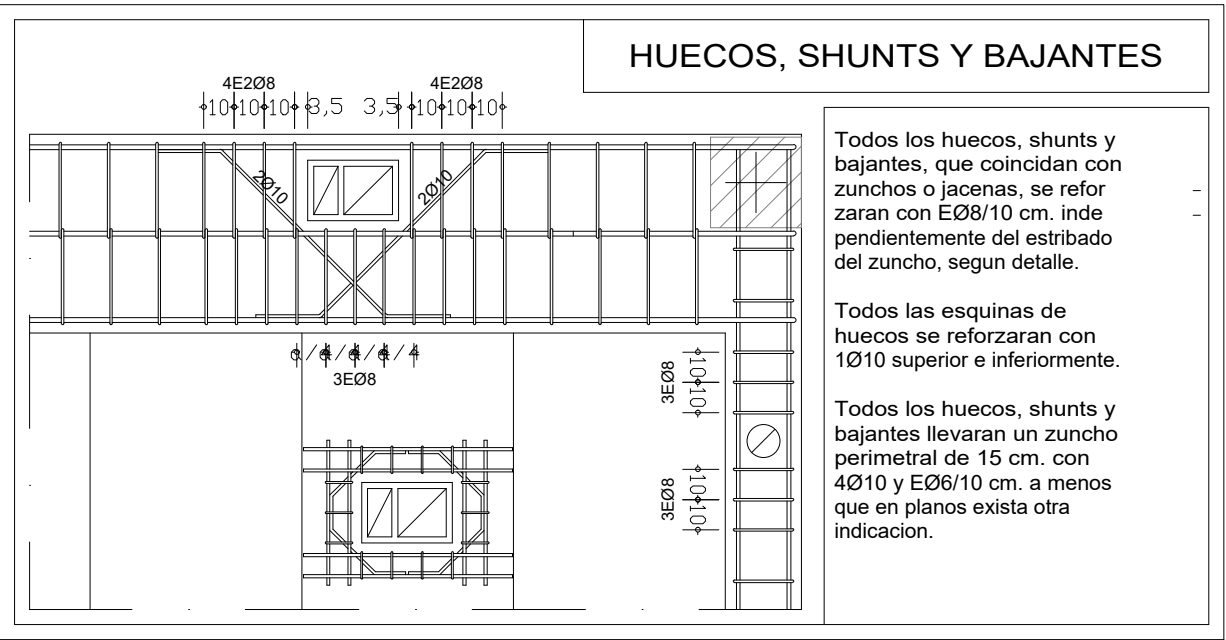 HUECOS, SHUNTS Y BAJANTES
4E2Ø8 4E2Ø8
10 10 10 3,5 3,5 10 10 10
2Ø10 2Ø10
3EØ8
3EØ8
10 10
3EØ8
10 10
Todos los huecos, shunts y
bajantes, que coincidan con
zunchos o jacenas, se refor
zaran con EØ8/10 cm. inde
pendientemente del estribado
del zuncho, segun detalle.
Todos las esquinas de
huecos se reforzaran con
1Ø10 superior e inferiormente.
Todos los huecos, shunts y
bajantes llevaran un zuncho
perimetral de 15 cm. con
4Ø10 y EØ6/10 cm. a menos
que en planos exista otra
indicacion.